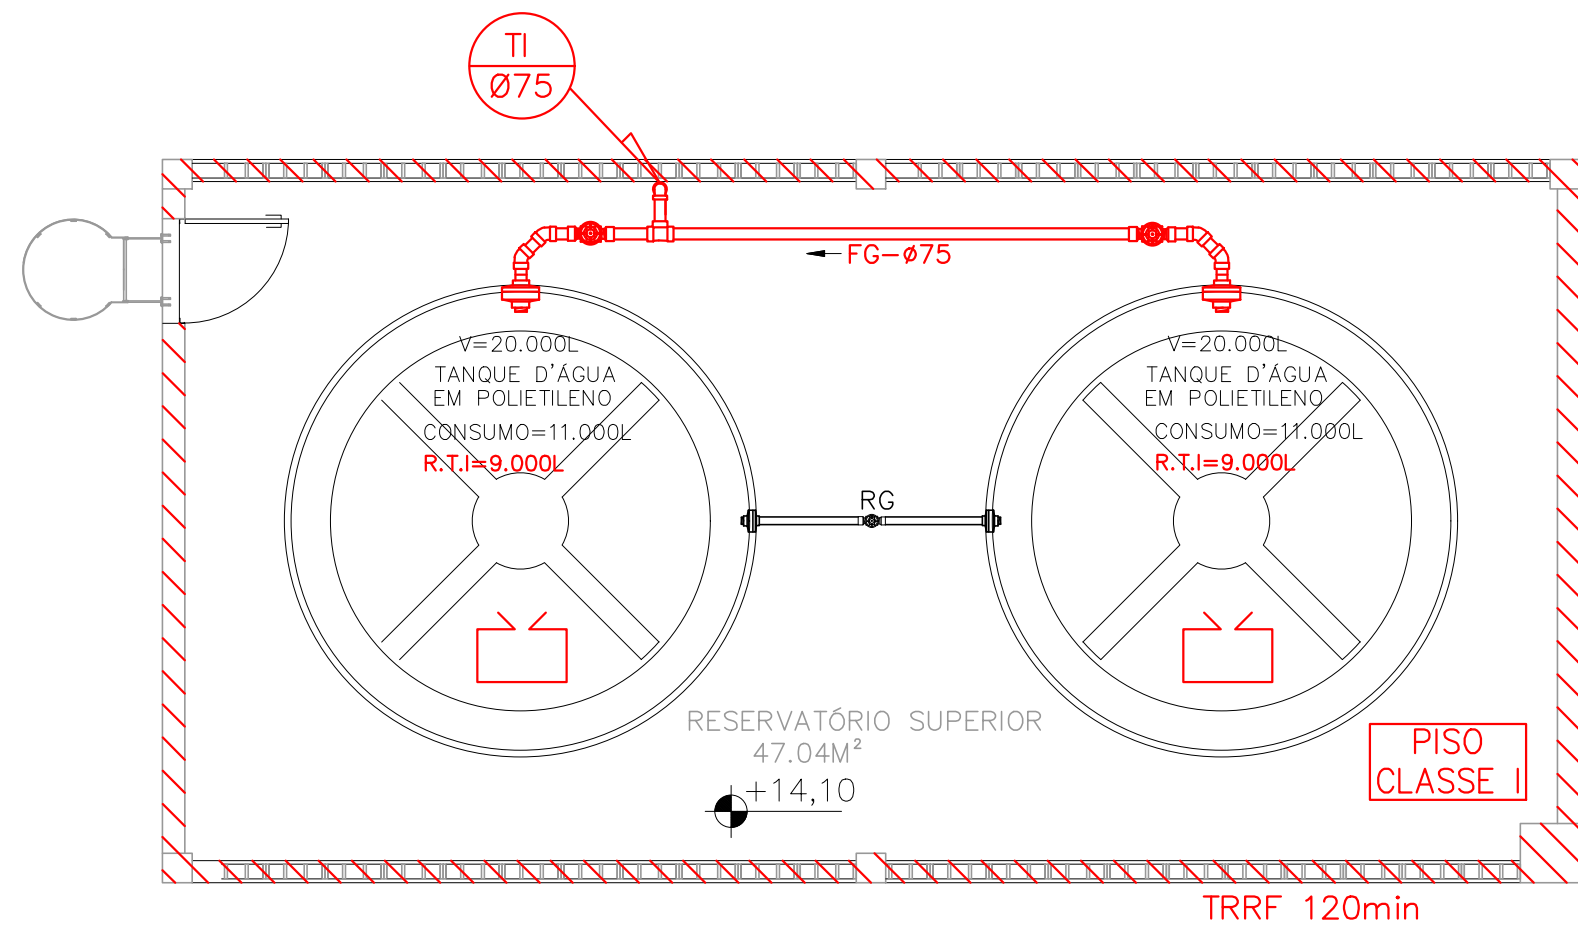 TI
Ø75
FG-ø75
V=20.000L
TANQUE D'ÁGUA
EM POLIETILENO
CONSUMO=11.000L
R.T.I=9.000L
V=20.000L
TANQUE D'ÁGUA
EM POLIETILENO
CONSUMO=11.000L
R.T.I=9.000L
RG
RESERVATÓRIO SUPERIOR
47.04M²
+14,10
PISO
CLASSE I
TRRF 120min